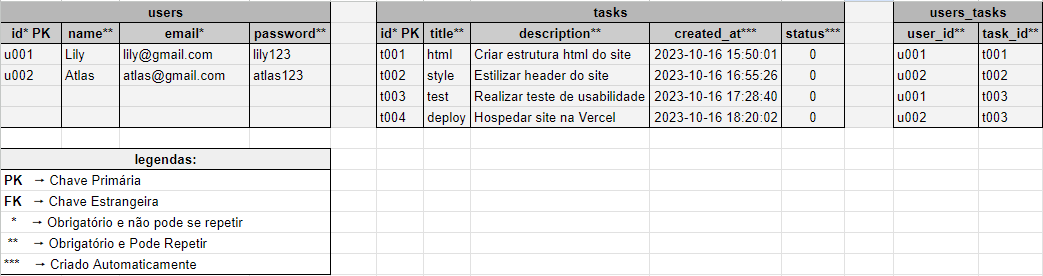 users tasks users_tasks
id* PK name** email* password** id* PK title** description** created_at*** status*** user_id** task_id**
u001 Lily lily@gmail.com lily123 t001 html Criar estrutura html do site 2023-10-16 15:50:01 0 u001 t001
u002 Atlas atlas@gmail.com atlas123 t002 style Estilizar header do site 2023-10-16 16:55:26 0 u002 t002
t003 test Realizar teste de usabilidade 2023-10-16 17:28:40 0 u001 t003
t004 deploy Hospedar site na Vercel 2023-10-16 18:20:02 0 u002 t003
legendas:
PK → Chave Primária
FK → Chave Estrangeira
* → Obrigatório e não pode se repetir
** → Obrigatório e Pode Repetir
*** → Criado Automaticamente